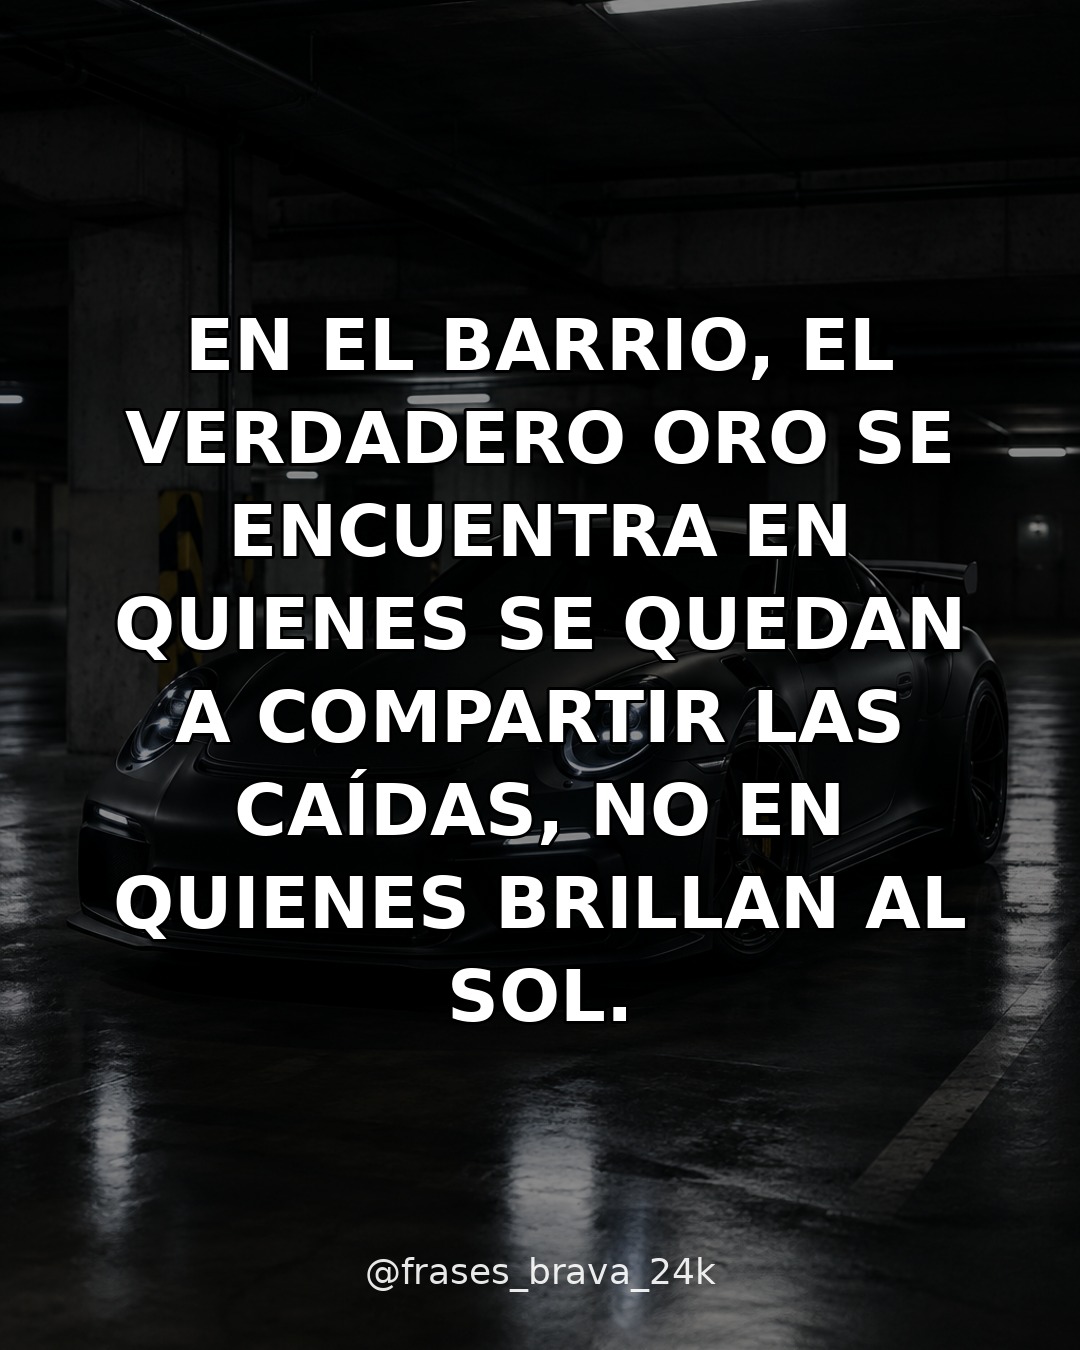 EN EL BARRIO, EL
VERDADERO ORO SE
ENCUENTRA EN
QUIENES SE QUEDAN
A COMPARTIR LAS
CAÍDAS, NO EN
QUIENES BRILLAN AL
SOL.
@frases_brava_24k